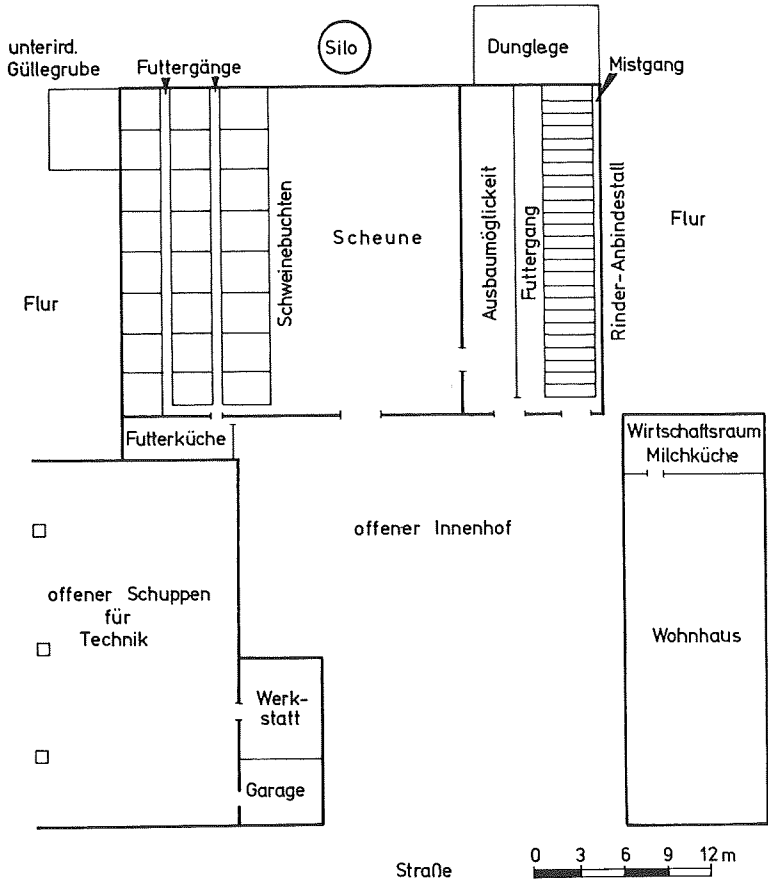 unterird.
Güllegrube
Futtergänge
Silo
Dunglege
Mistgang
Schweinebuchten
Scheune
Ausbaumöglickeit
Futtergang
Rinder-Anbindestall
Flur
Flur
Futterküche
Wirtschaftsraum
Milchküche
offener Innenhof
offener Schuppen
für
Technik
Wohnhaus
Werk-
statt
Garage
Straße
0 3 6 9 12 m